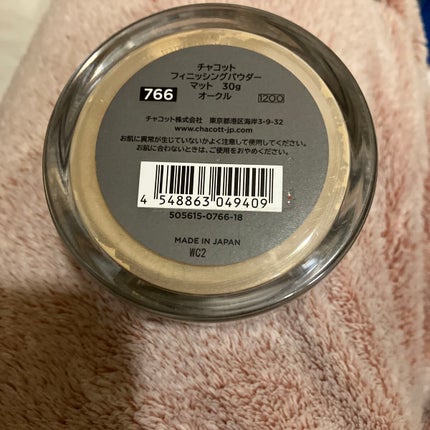 チャコット
フィニッシングパウダー
マット 30g
766 オークル 1200
チャコット株式会社 東京都港区海岸3-9-32
www.chacott-jp.com
お肌に異常が生じていないかよく注意して使用してください。
お肌に合わないときは、ご使用をおやめください。
4 548863 049409
505615-0766-18
MADE IN JAPAN
WC2